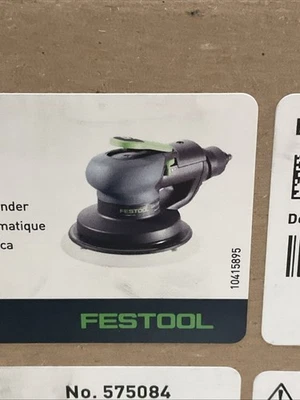 nder
matique
ca
FESTOOL
10415895
De
FESTOOL
No. 575084